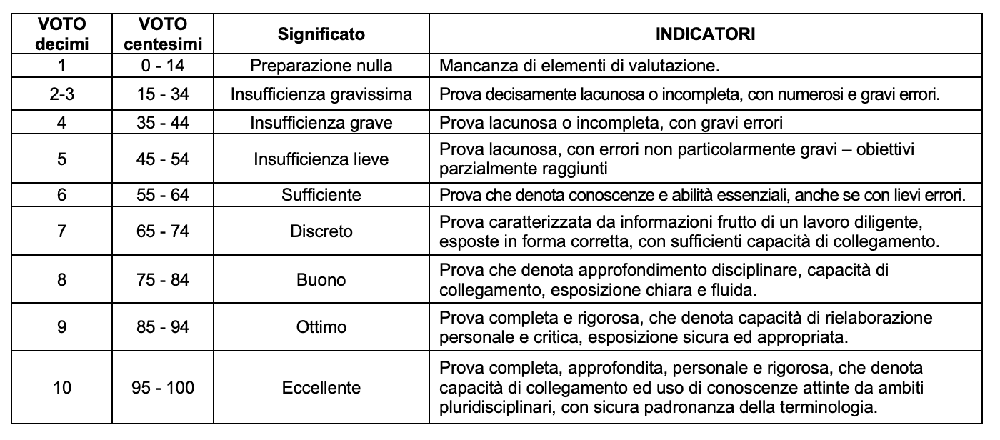 VOTO decimi
VOTO centesimi
Significato
INDICATORI
1
0 - 14
Preparazione nulla
Mancanza di elementi di valutazione.
2-3
15 - 34
Insufficienza gravissima
Prova decisamente lacunosa o incompleta, con numerosi e gravi errori.
4
35 - 44
Insufficienza grave
Prova lacunosa o incompleta, con gravi errori
5
45 - 54
Insufficienza lieve
Prova lacunosa, con errori non particolarmente gravi – obiettivi
parzialmente raggiunti
6
55 - 64
Sufficiente
Prova che denota conoscenze e abilità essenziali, anche se con lievi errori.
7
65 - 74
Discreto
Prova caratterizzata da informazioni frutto di un lavoro diligente,
esposte in forma corretta, con sufficienti capacità di collegamento.
8
75 - 84
Buono
Prova che denota approfondimento disciplinare, capacità di
collegamento, esposizione chiara e fluida.
9
85 - 94
Ottimo
Prova completa e rigorosa, che denota capacità di rielaborazione
personale e critica, esposizione sicura ed appropriata.
10
95 - 100
Eccellente
Prova completa, approfondita, personale e rigorosa, che denota
capacità di collegamento ed uso di conoscenze attinte da ambiti
pluridisciplinari, con sicura padronanza della terminologia.